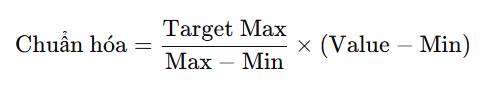 Chuẩn hóa = Target Max / Max − Min × (Value − Min)